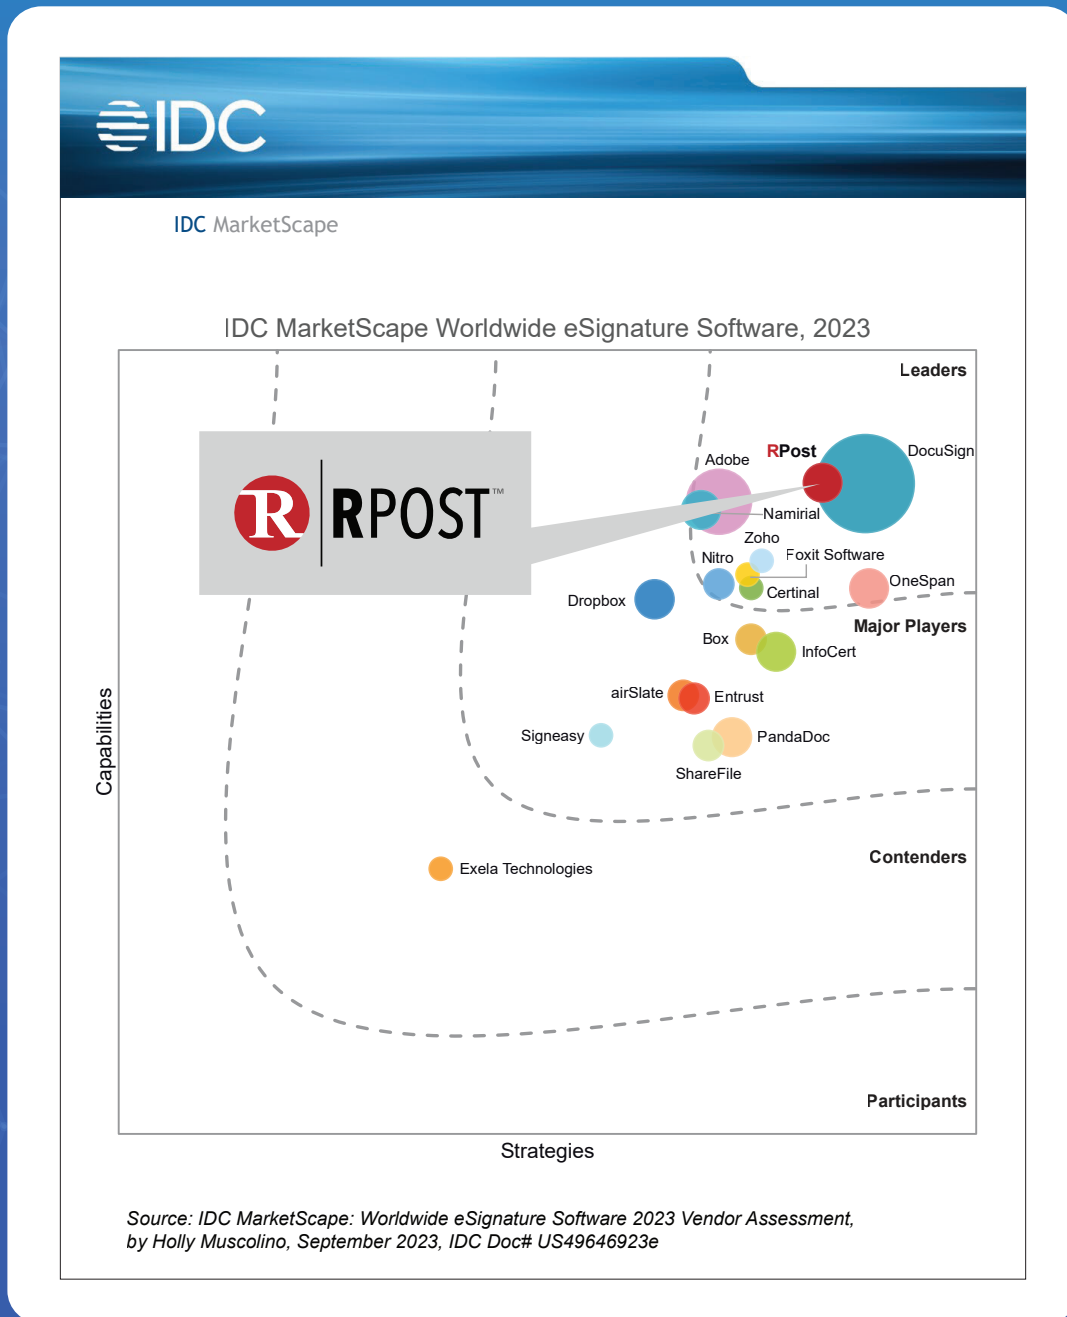 IDC
IDC MarketScape
IDC MarketScape Worldwide eSignature Software, 2023
Leaders
RPost
DocuSign
Adobe
R RPOST™
Namirial
Zoho
Nitro
Foxit Software
OneSpan
Certinal
Dropbox
Major Players
Box
InfoCert
airSlate
Entrust
Signeasy
PandaDoc
ShareFile
Capabilities
Contenders
Exela Technologies
Participants
Strategies
Source: IDC MarketScape: Worldwide eSignature Software 2023 Vendor Assessment,
by Holly Muscolino, September 2023, IDC Doc# US49646923e